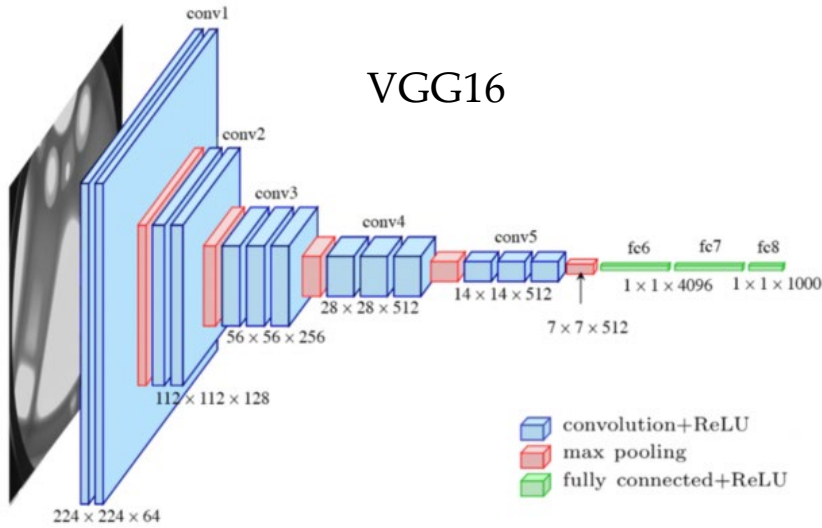 conv1
VGG16
conv2
conv3
conv4
conv5
fc6
fc7
fc8
1 × 1 × 4096
1 × 1 × 1000
14 × 14 × 512
28 × 28 × 512
7 × 7 × 512
56 × 56 × 256
112 × 112 × 128
224 × 224 × 64
convolution+ReLU
max pooling
fully connected+ReLU